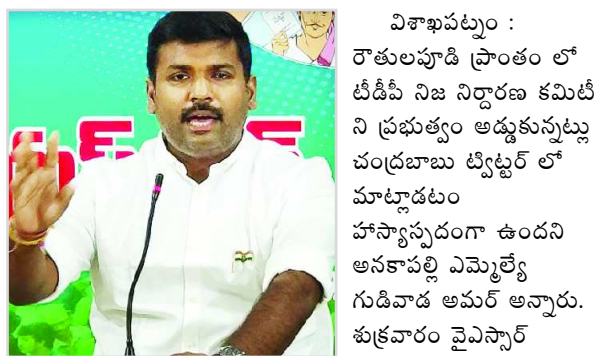 విశాఖపట్నం :
రౌతులపూడి ప్రాంతం లో
టీడీపీ నిజ నిర్దారణ కమిటీ
ని ప్రభుత్వం అడ్డుకున్నట్లు
చంద్రబాబు ట్విట్టర్ లో
మాట్లాడటం
హాస్యాస్పదంగా ఉందని
అనకాపల్లి ఎమ్మెల్యే
గుడివాడ అమర్ అన్నారు.
శుక్రవారం వైఎస్సార్